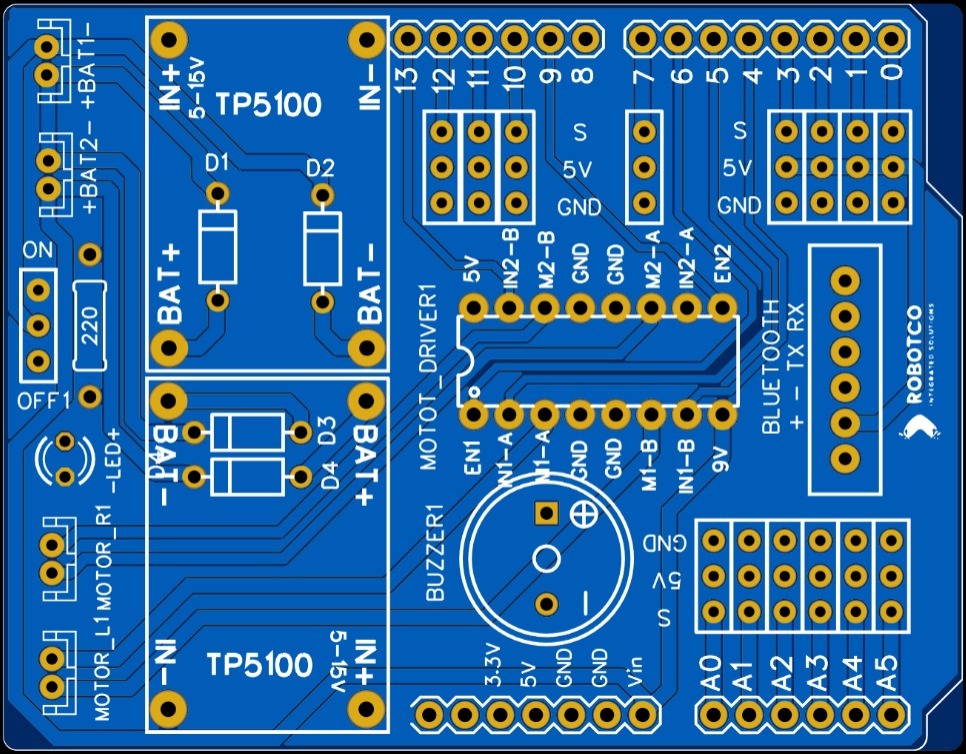 OFF1
ON
MOTOR_L1
MOTOR_R1
-LED+
220
+BAT2-
+BAT1-
IN-
BAT-
D4
BAT+
IN+
5-15V
TP5100
TP5100
D1
D2
5-15V
D4
D3
IN+
BAT+
BAT-
IN-
BUZZER1
MOTOT_DRIVER1
13
12
11
10
9
8
3.3V
5V
GND
GND
Vin
EN1
IN1-A
M1-A
GND
GND
M1-B
IN1-B
9V
5V
IN2-B
M2-B
GND
GND
M2-A
IN2-A
EN2
GND
5V
S
7
6
5
4
3
2
1
0
S
5V
GND
A0
A1
A2
A3
A4
A5
GND
5V
S
BLUETOOTH
+ - TX RX
ROBOTCO
INTEGRATED SOLUTIONS